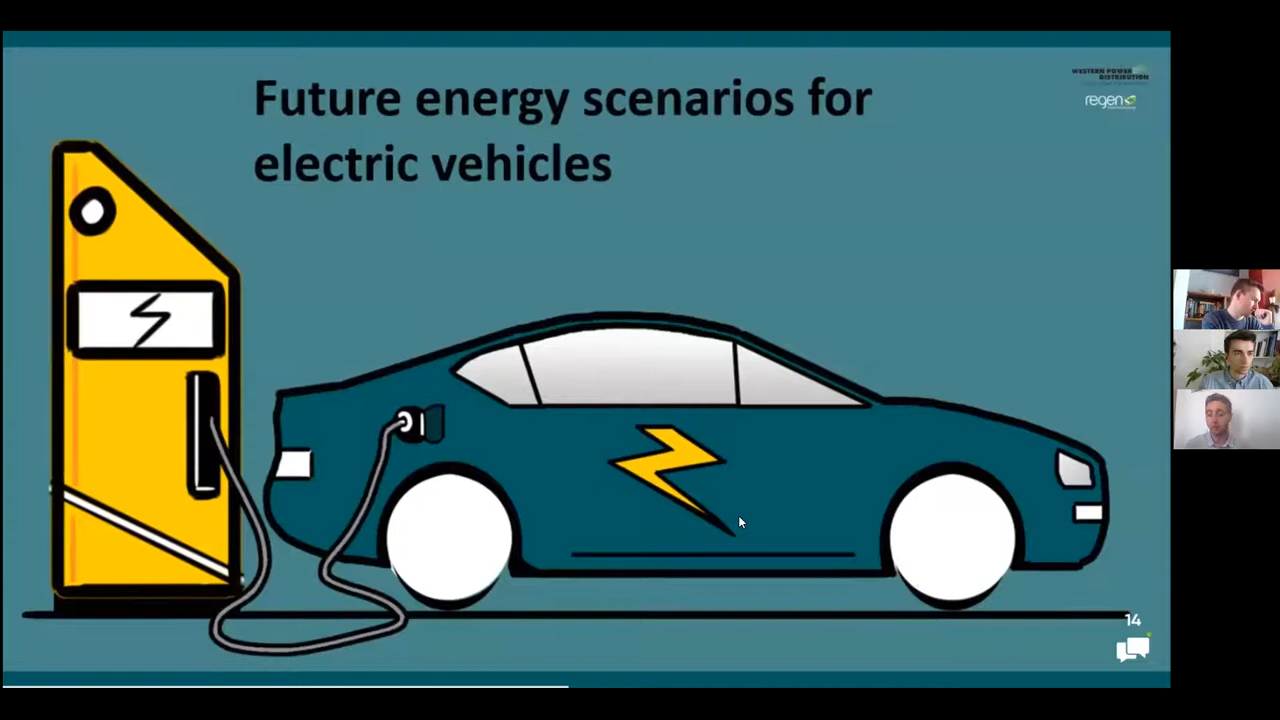 Future energy scenarios for
electric vehicles
WESTERN POWER
DISTRIBUTION
regen
14